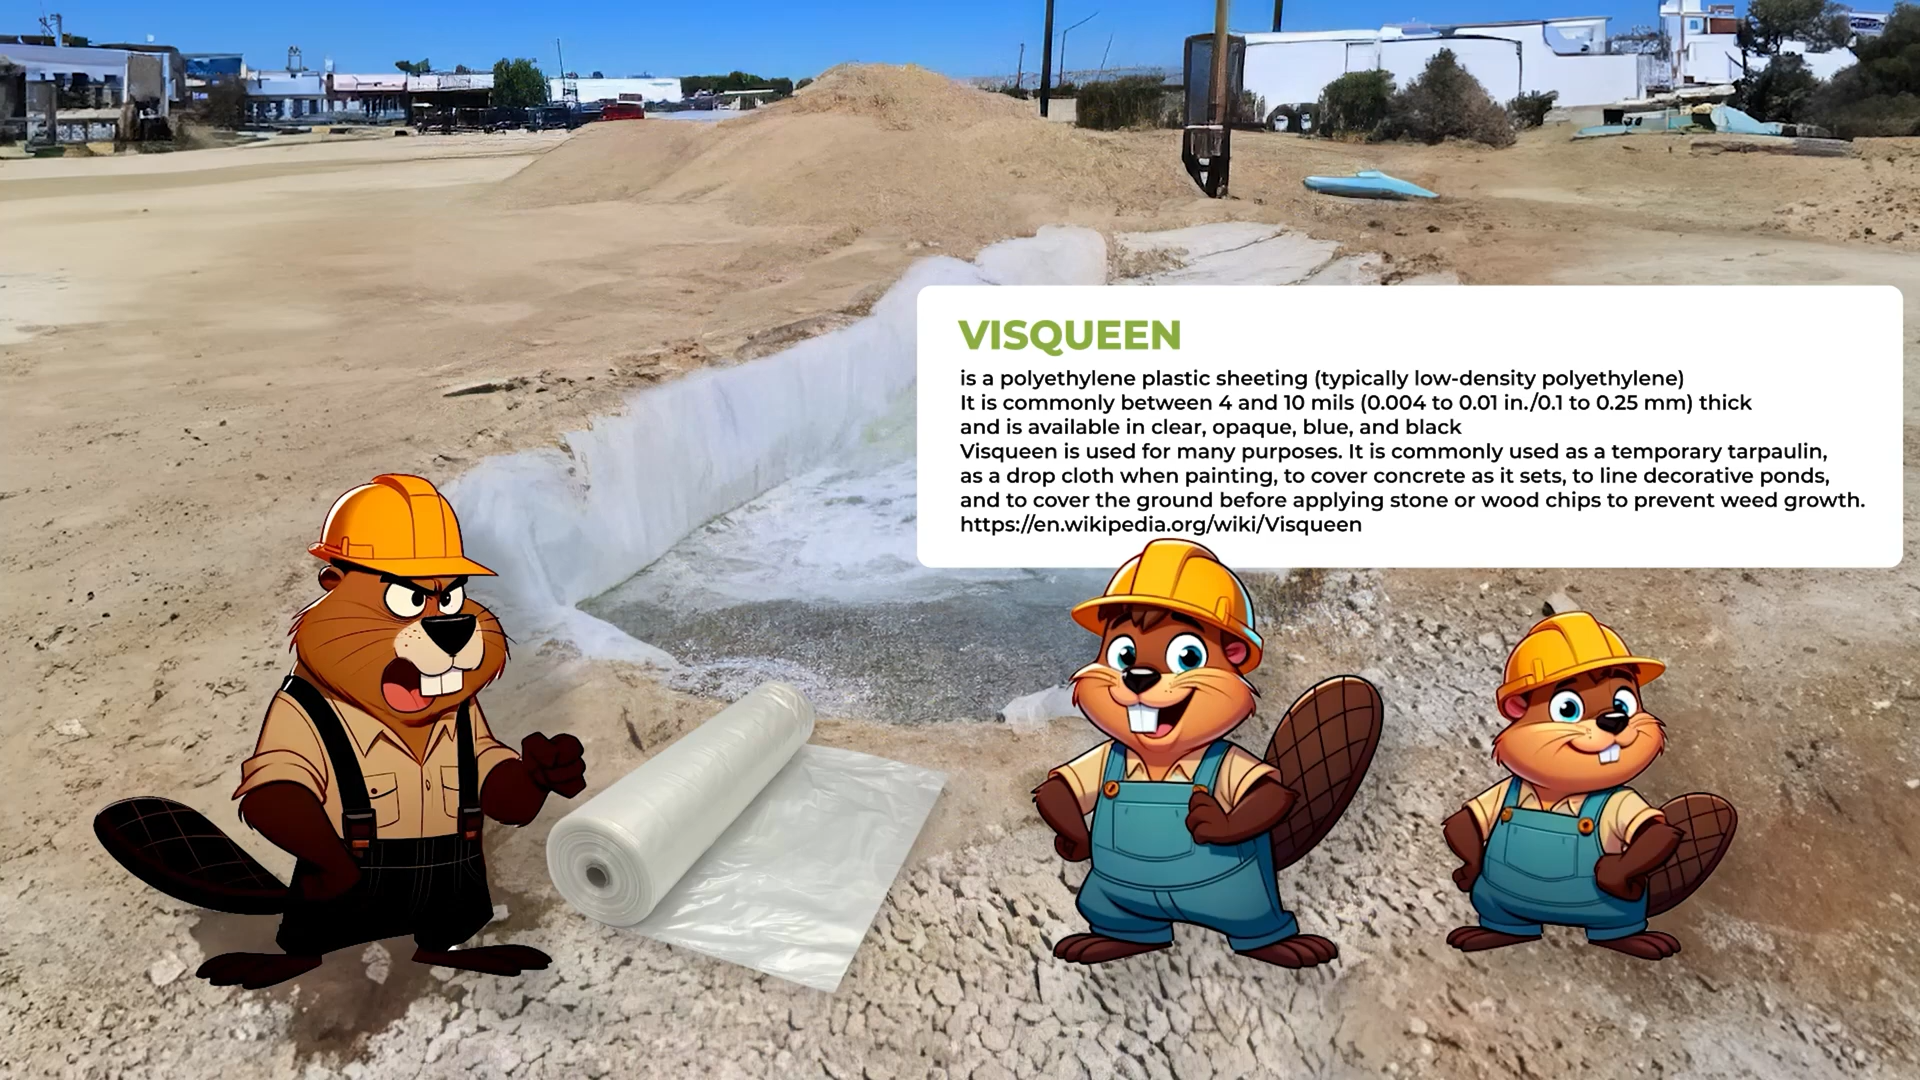 VISQUEEN
is a polyethylene plastic sheeting (typically low-density polyethylene)
It is commonly between 4 and 10 mils (0.004 to 0.01 in./0.1 to 0.25 mm) thick
and is available in clear, opaque, blue, and black
Visqueen is used for many purposes. It is commonly used as a temporary tarpaulin,
as a drop cloth when painting, to cover concrete as it sets, to line decorative ponds,
and to cover the ground before applying stone or wood chips to prevent weed growth.
https://en.wikipedia.org/wiki/Visqueen